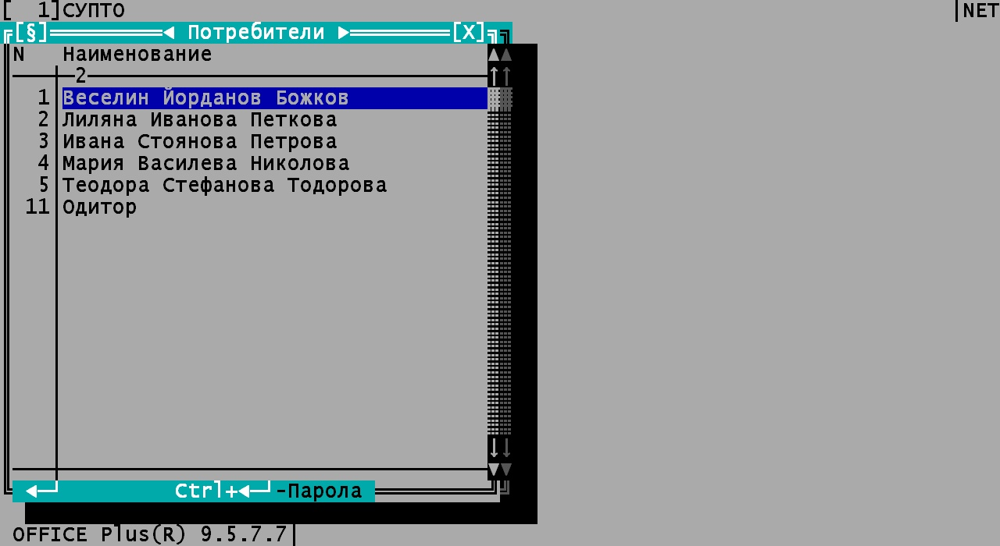 [  1]СУПТО
NET
[§] Потребители [X]
N Наименование
2
1 Веселин Йорданов Божков
2 Лиляна Иванова Петкова
3 Ивана Стоянова Петрова
4 Мария Василева Николова
5 Теодора Стефанова Тодорова
11 Одитор
Ctrl+ -Парола
OFFICE Plus(R) 9.5.7.7